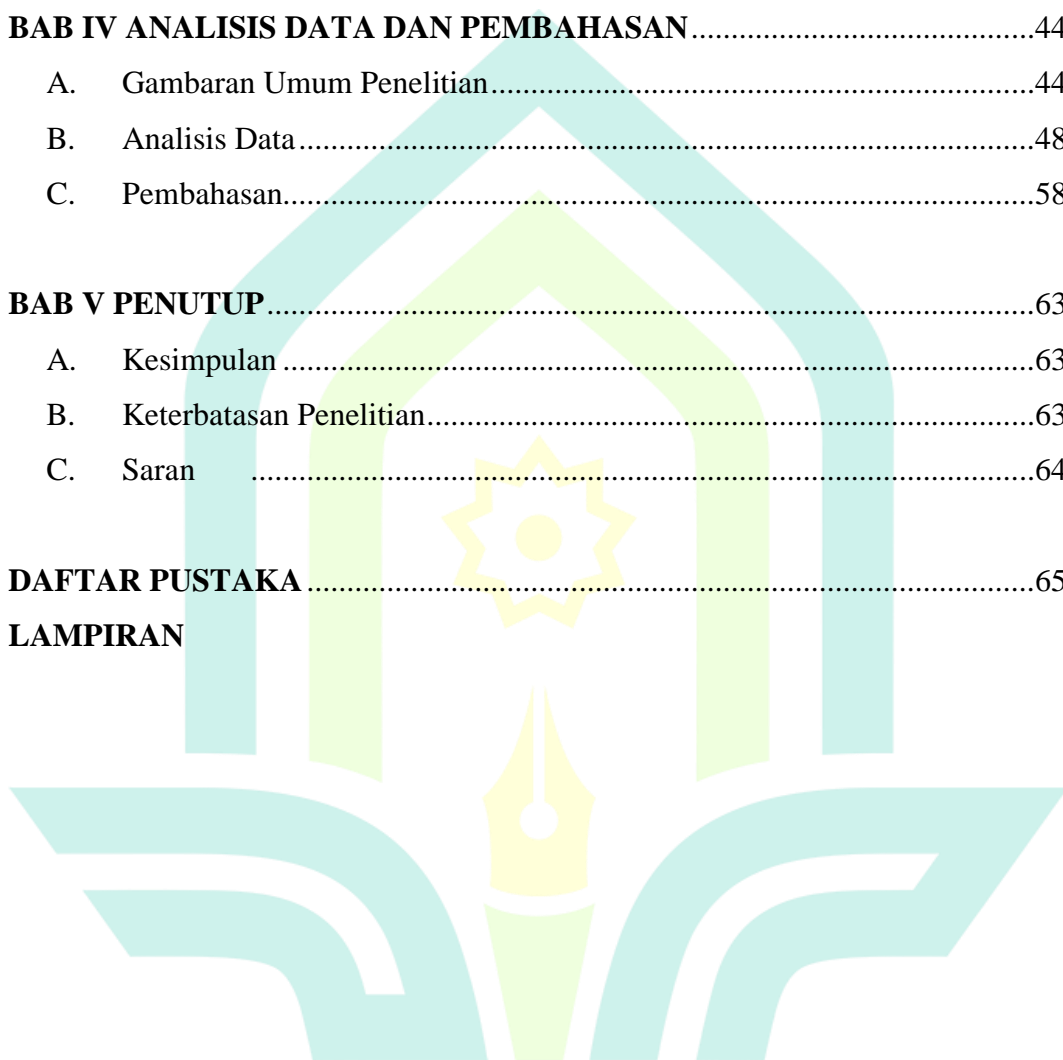 BAB IV ANALISIS DATA DAN PEMBAHASAN..........................................44
A. Gambaran Umum Penelitian....................................................................44
B. Analisis Data............................................................................................48
C. Pembahasan..............................................................................................58
BAB V PENUTUP..............................................................................................63
A. Kesimpulan..............................................................................................63
B. Keterbatasan Penelitian............................................................................63
C. Saran ..................................................................................................64
DAFTAR PUSTAKA.........................................................................................65
LAMPIRAN